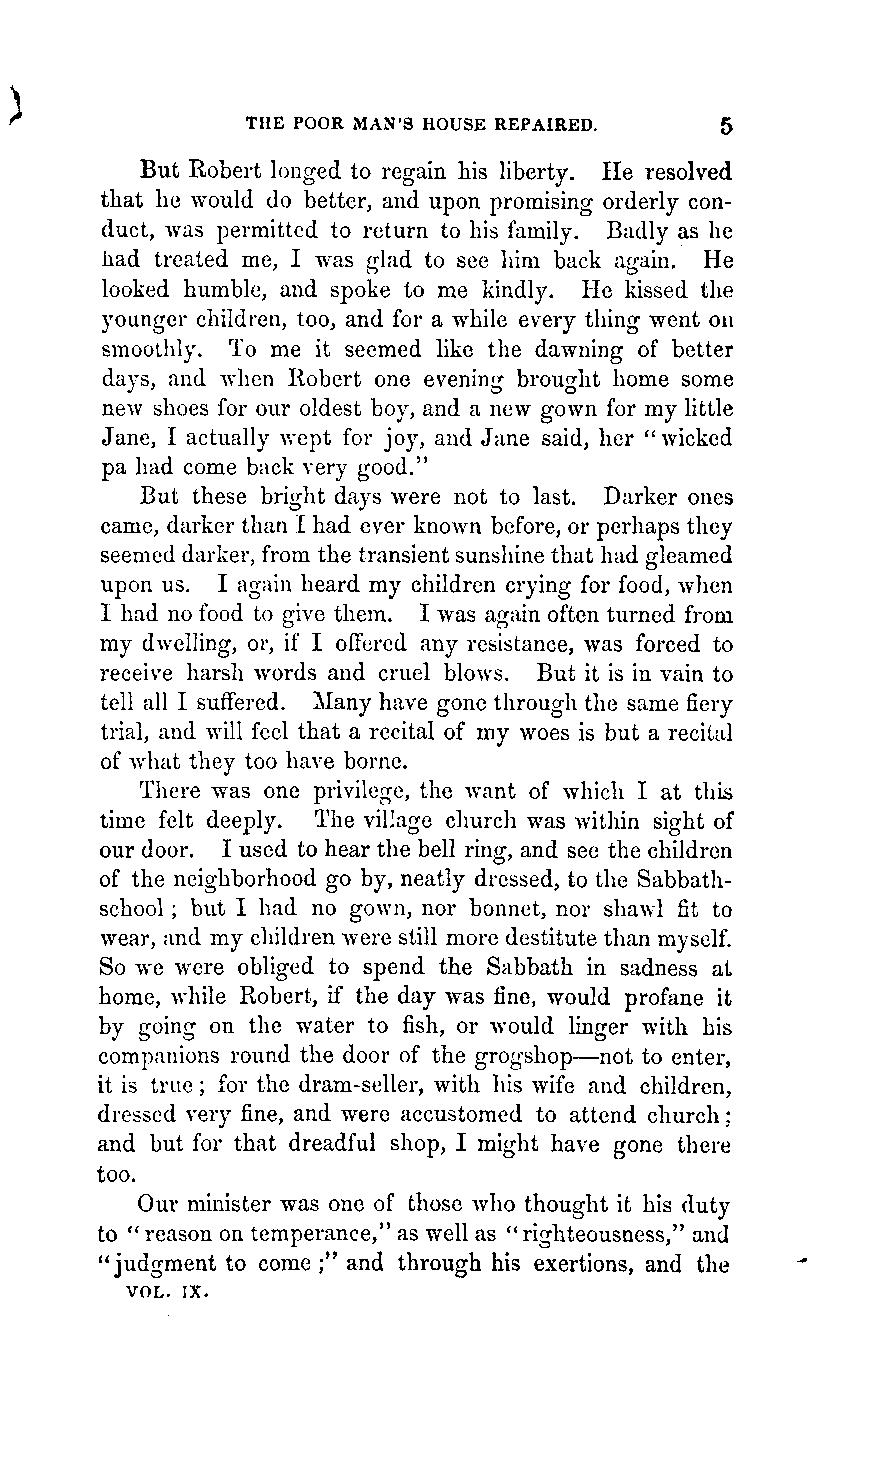 THE POOR MAN'S HOUSE REPAIRED. 5
But Robert longed to regain his liberty. He resolved
that he would do better, and upon promising orderly con-
duct, was permitted to return to his family. Badly as he
had treated me, I was glad to see him back again. He
looked humble, and spoke to me kindly. He kissed the
younger children, too, and for a while every thing went on
smoothly. To me it seemed like the dawning of better
days, and when Robert one evening brought home some
new shoes for our oldest boy, and a new gown for my little
Jane, I actually wept for joy, and Jane said, her "wicked
pa had come back very good."
But these bright days were not to last. Darker ones
came, darker than I had ever known before, or perhaps they
seemed darker, from the transient sunshine that had gleamed
upon us. I again heard my children crying for food, when
I had no food to give them. I was again often turned from
my dwelling, or, if I offered any resistance, was forced to
receive harsh words and cruel blows. But it is in vain to
tell all I suffered. Many have gone through the same fiery
trial, and will feel that a recital of my woes is but a recital
of what they too have borne.
There was one privilege, the want of which I at this
time felt deeply. The village church was within sight of
our door. I used to hear the bell ring, and see the children
of the neighborhood go by, neatly dressed, to the Sabbath-
school; but I had no gown, nor bonnet, nor shawl fit to
wear, and my children were still more destitute than myself.
So we were obliged to spend the Sabbath in sadness at
home, while Robert, if the day was fine, would profane it
by going on the water to fish, or would linger with his
companions round the door of the grogshop—not to enter,
it is true; for the dram-seller, with his wife and children,
dressed very fine, and were accustomed to attend church;
and but for that dreadful shop, I might have gone there
too.
Our minister was one of those who thought it his duty
to "reason on temperance," as well as "righteousness," and
"judgment to come;" and through his exertions, and the
VOL. IX.